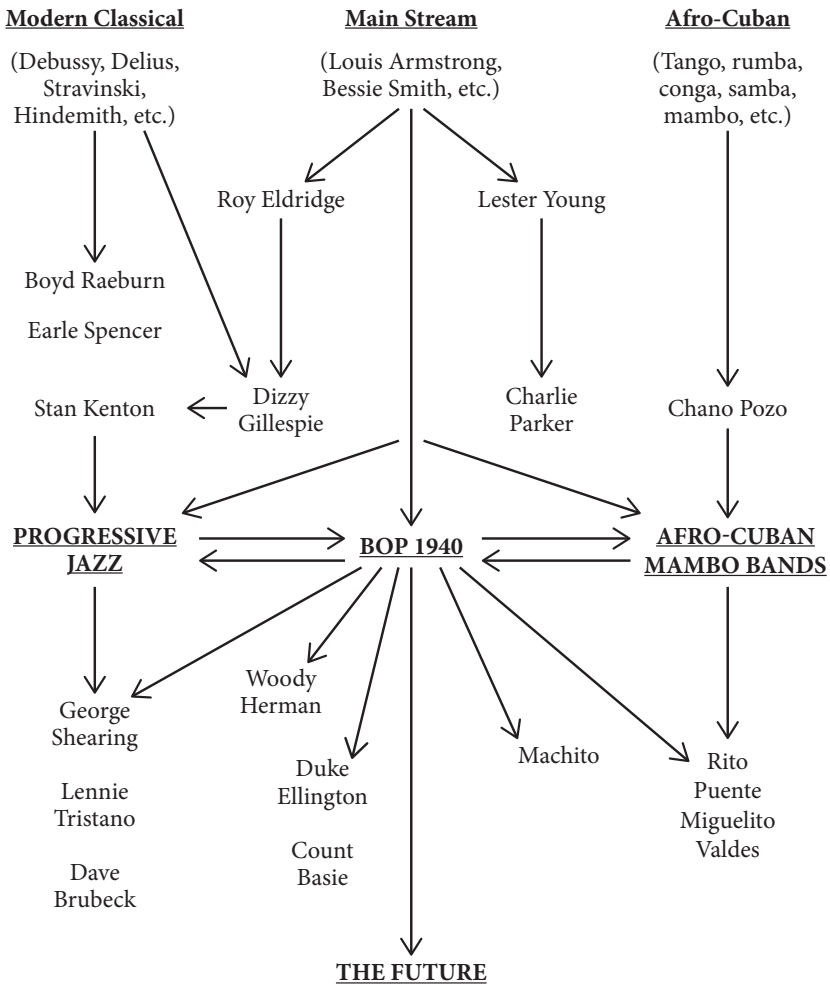 Modern Classical
(Debussy, Delius,
Stravinski,
Hindemith, etc.)
Main Stream
(Louis Armstrong,
Bessie Smith, etc.)
Afro-Cuban
(Tango, rumba,
conga, samba,
mambo, etc.)
Roy Eldridge
Lester Young
Boyd Raeburn
Earle Spencer
Stan Kenton
Dizzy
Gillespie
Charlie
Parker
Chano Pozo
PROGRESSIVE
JAZZ
BOP 1940
AFRO-CUBAN
MAMBO BANDS
George
Shearing
Lennie
Tristano
Dave
Brubeck
Woody
Herman
Duke
Ellington
Count
Basie
Machito
Rito
Puente
Miguelito
Valdes
THE FUTURE